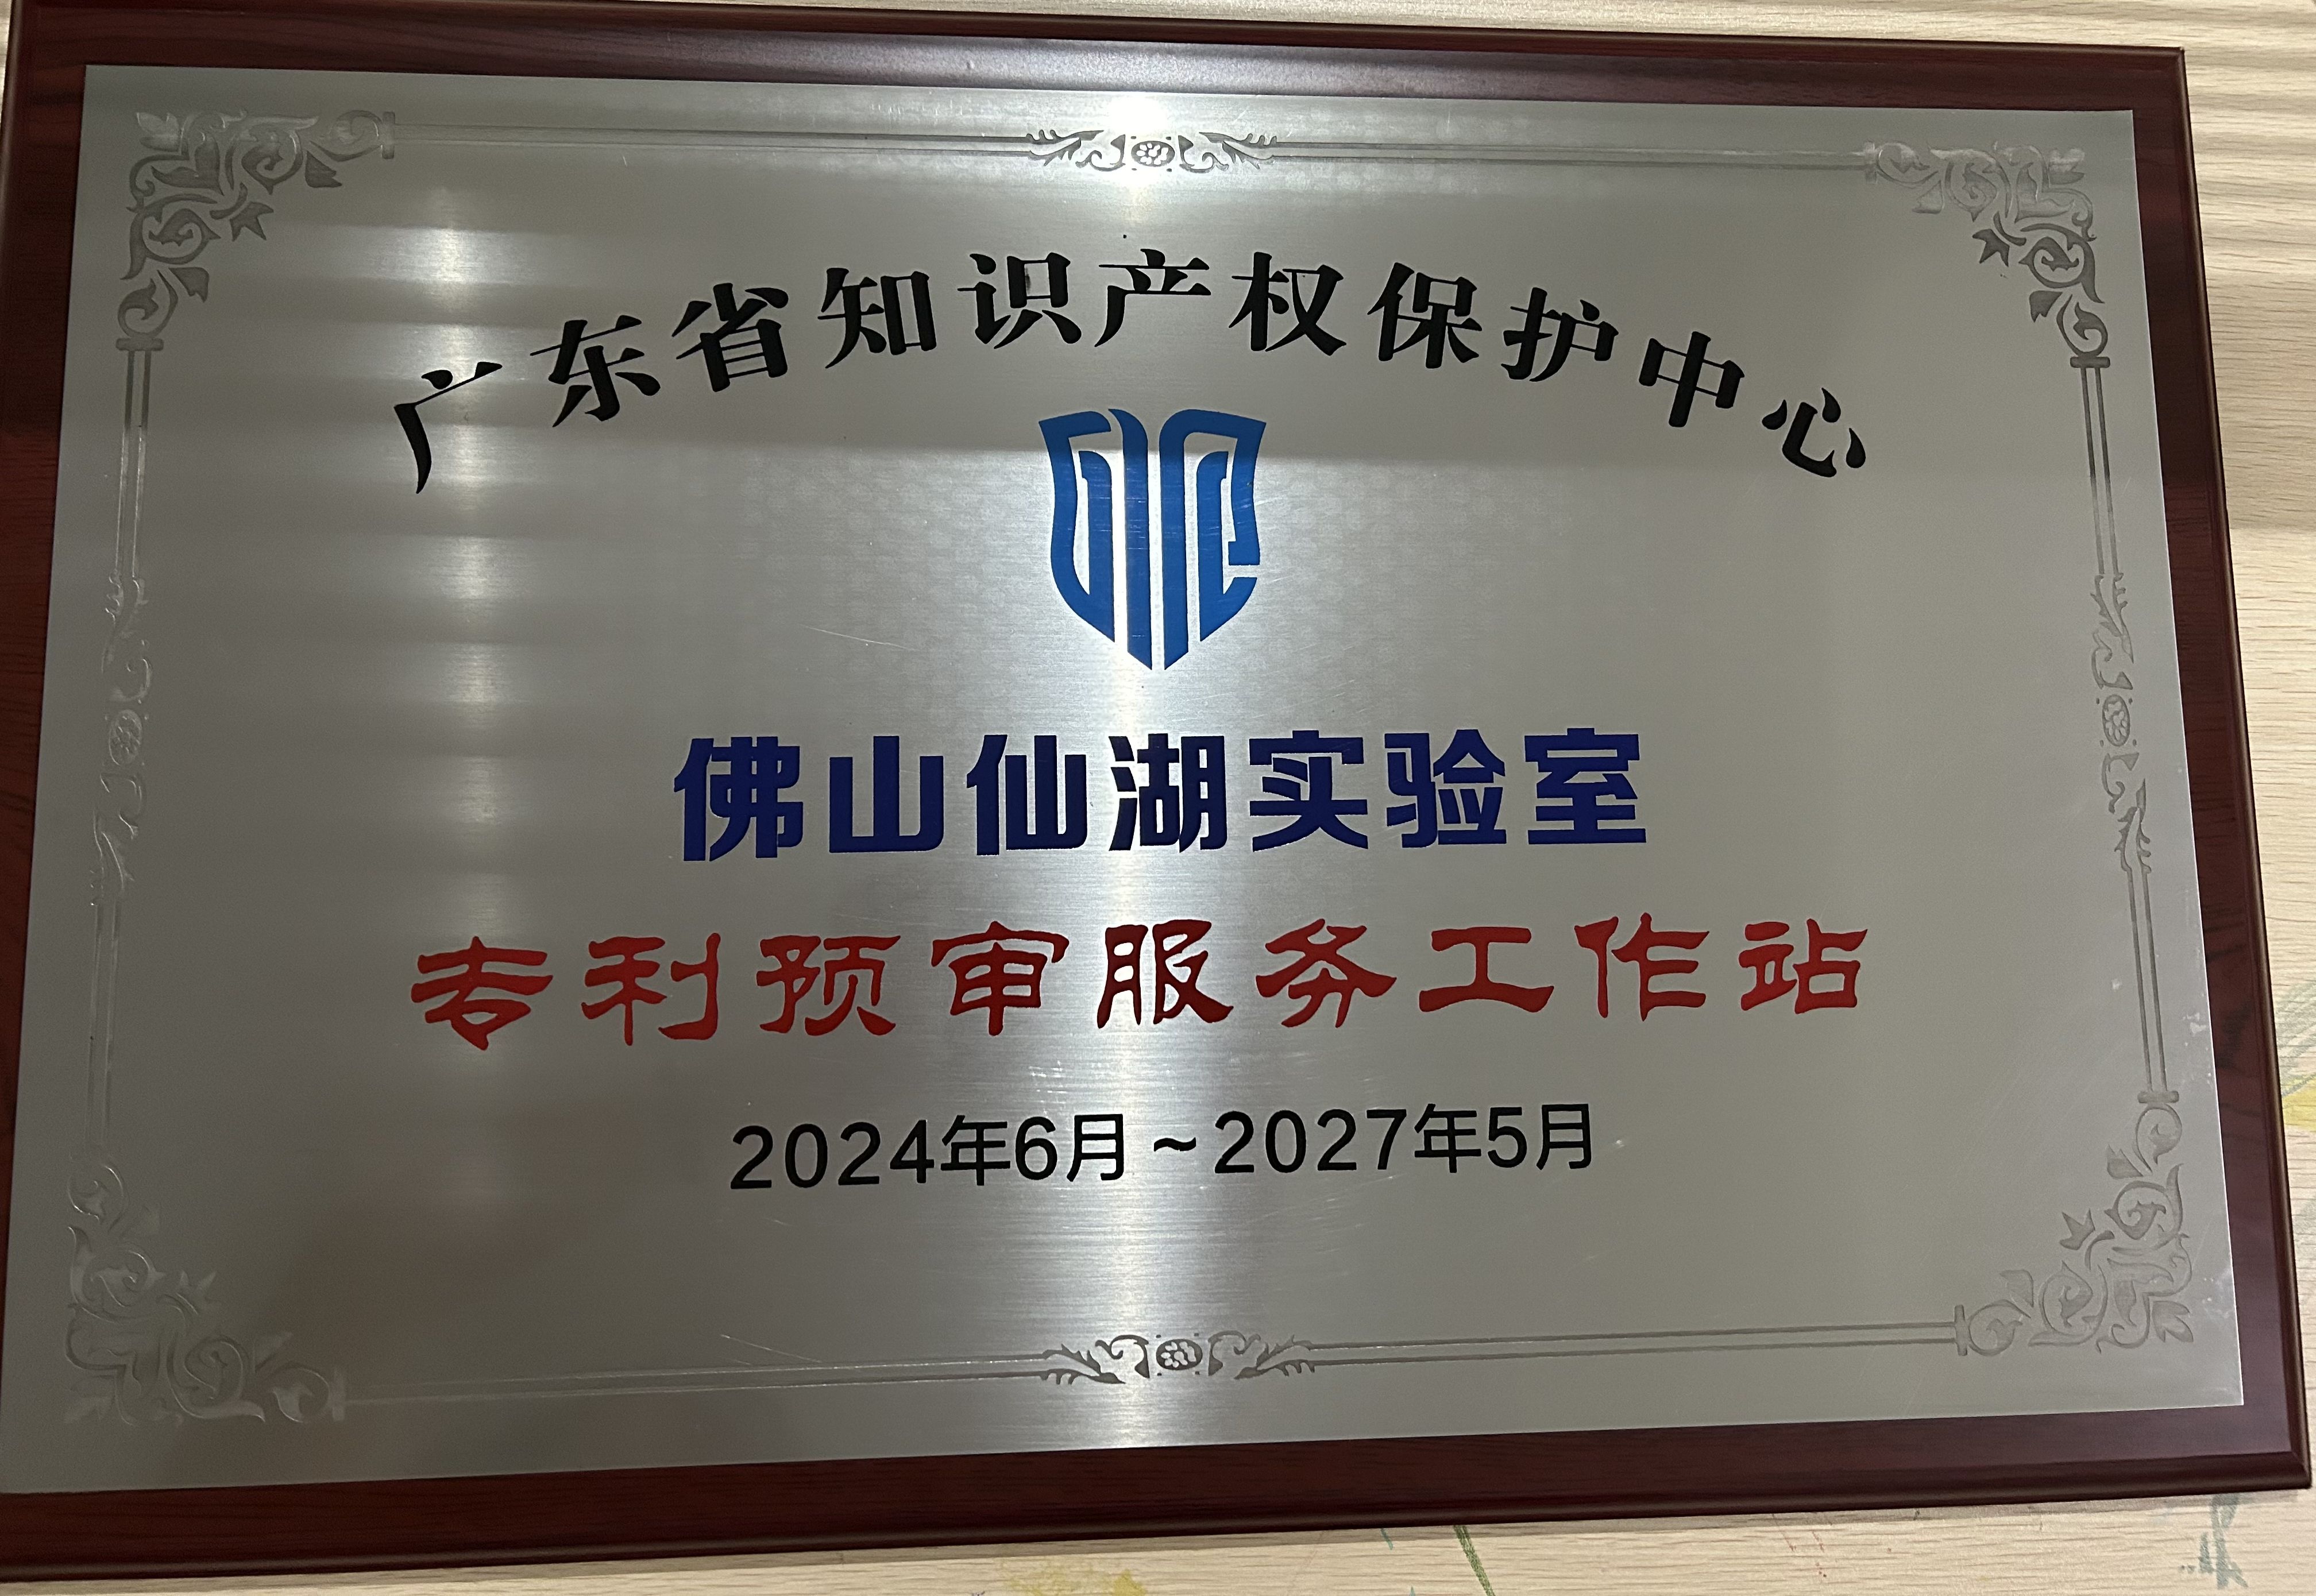 广东省知识产权保护中心
佛山仙湖实验室
专利预审服务工作站
2024年6月~2027年5月